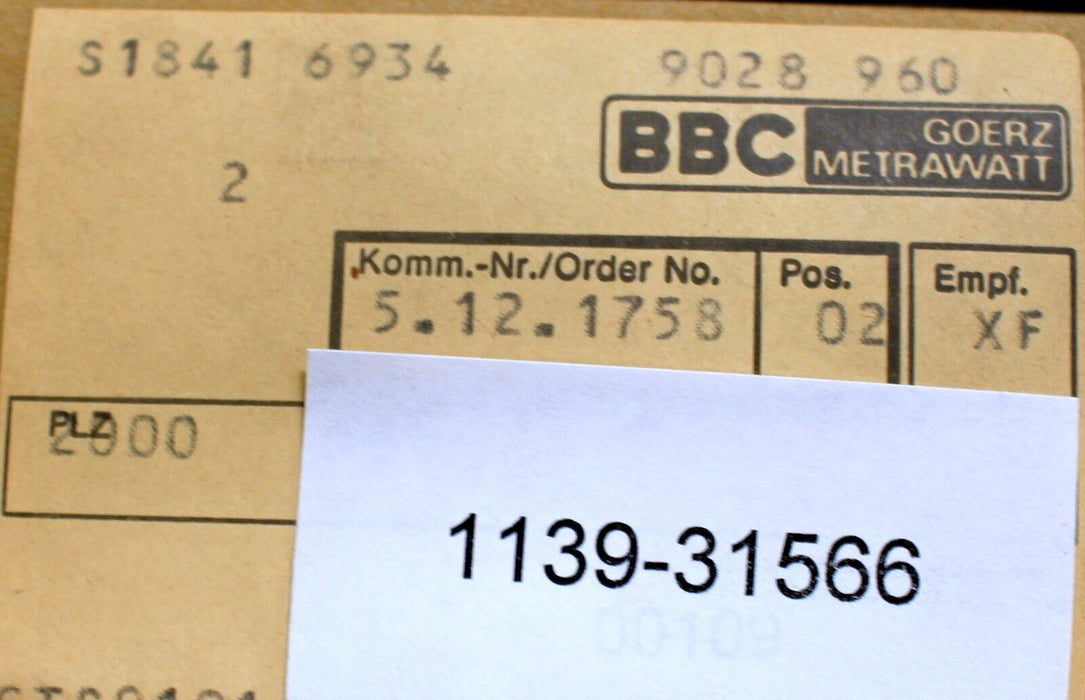 S1841 6934 9028 960
BBC GOERZ
METRAWATT
2
Komm.-Nr./Order No. Pos. Empf.
5.12.1758 02 XF
PLZ
2000
1139-31566
00109